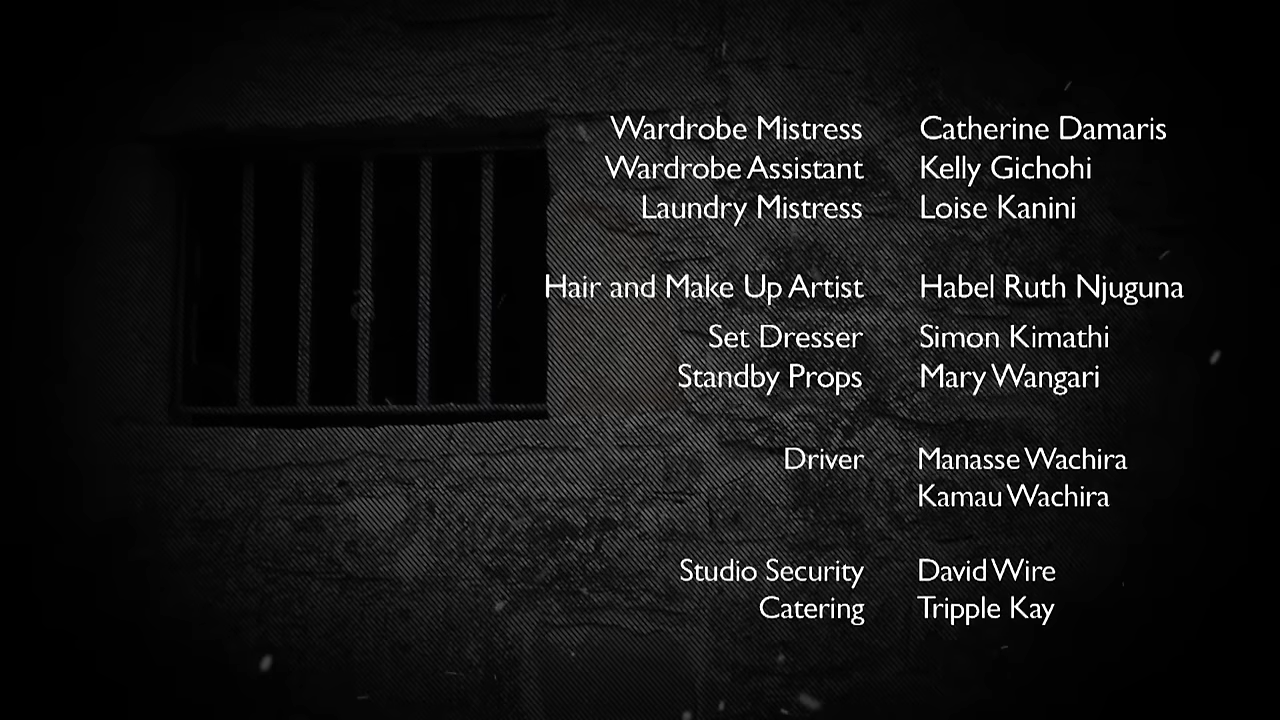 Wardrobe Mistress Catherine Damaris
Wardrobe Assistant Kelly Gichohi
Laundry Mistress Loise Kanini
Hair and Make Up Artist Habel Ruth Njuguna
Set Dresser Simon Kimathi
Standby Props Mary Wangari
Driver Manasse Wachira
Kamau Wachira
Studio Security David Wire
Catering Tripple Kay